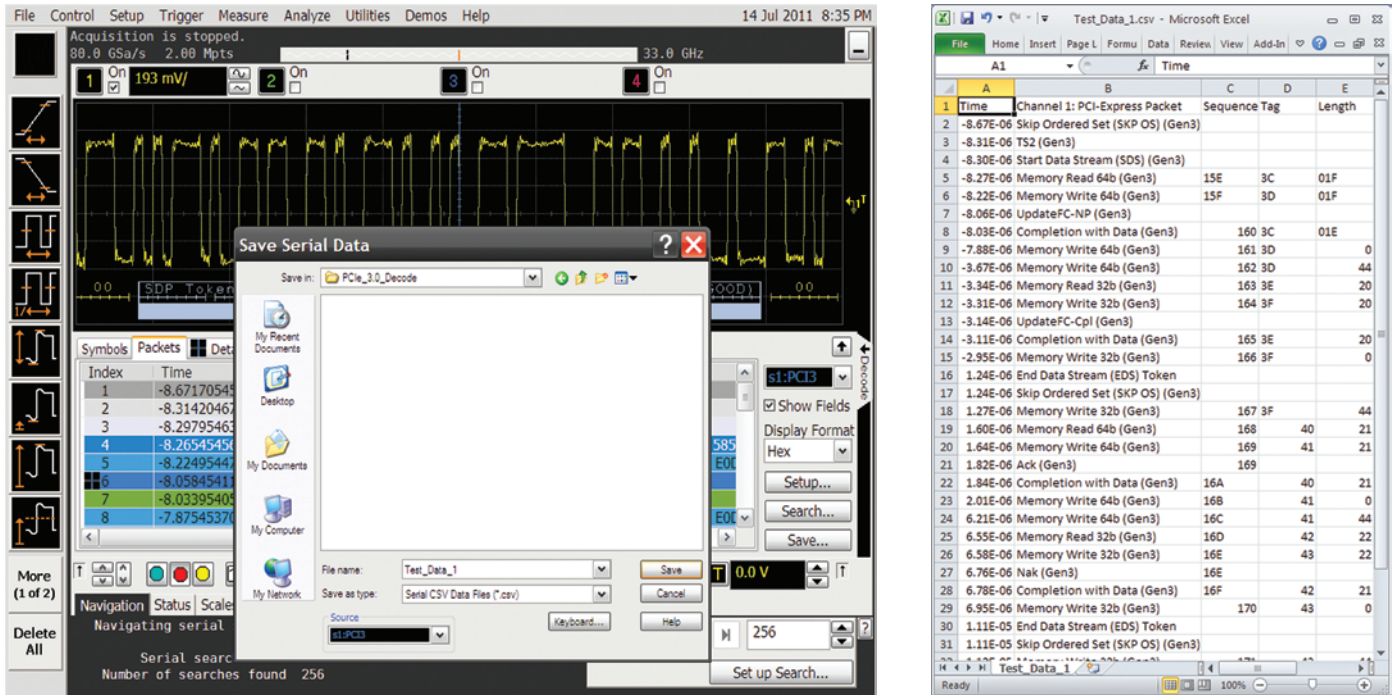 File Control Setup Trigger Measure Analyze Utilities Demos Help 14 Jul 2011 8:35 PM
Acquisition is stopped.
80.0 GSa/s 2.00 Mpts 33.0 GHz
1 On 193 mV/ 2 On 3 On 4 On
Save Serial Data
Save in: PCIe_3.0_Decode
00 SDP Token GOOD) 00
My Recent Documents
Desktop
My Documents
My Computer
My Network
File name: Test_Data_1 Save
Save as type: Serial CSV Data Files (*.csv) Cancel
Source
s1:PCI3 Keyboard... Help
Symbols Packets Deta
Index Time
1 -8.67170545
2 -8.31420467
3 -8.29795463
4 -8.26545456 585
5 -8.22495447 E0D
6 -8.05845411
7 -8.03395405
8 -7.87545370 E0D
Decode
s1:PCI3
Show Fields
Display Format
Hex
Setup...
Search...
Save...
T 0.0 V
More
(1 of 2)
Delete
All
Navigation Status Scale
Navigating serial
Serial searc
Number of searches found 256
256
Set up Search...
Test_Data_1.csv - Microsoft Excel
File Home Insert Page L Formu Data Review View Add-In
A1 fx Time
A B C D E
1 Time Channel 1: PCI-Express Packet Sequence Tag Length
2 -8.67E-06 Skip Ordered Set (SKP OS) (Gen3)
3 -8.31E-06 TS2 (Gen3)
4 -8.30E-06 Start Data Stream (SDS) (Gen3)
5 -8.27E-06 Memory Read 64b (Gen3) 15E 3C 01F
6 -8.22E-06 Memory Write 64b (Gen3) 15F 3D 01F
7 -8.06E-06 UpdateFC-NP (Gen3)
8 -8.03E-06 Completion with Data (Gen3) 160 3C 01E
9 -7.88E-06 Memory Write 64b (Gen3) 161 3D 0
10 -3.67E-06 Memory Write 64b (Gen3) 162 3D 44
11 -3.34E-06 Memory Read 32b (Gen3) 163 3E 20
12 -3.31E-06 Memory Write 32b (Gen3) 164 3F 20
13 -3.14E-06 UpdateFC-Cpl (Gen3)
14 -3.11E-06 Completion with Data (Gen3) 165 3E 20
15 -2.95E-06 Memory Write 32b (Gen3) 166 3F 0
16 1.24E-06 End Data Stream (EDS) Token
17 1.24E-06 Skip Ordered Set (SKP OS) (Gen3)
18 1.27E-06 Memory Write 32b (Gen3) 167 3F 44
19 1.60E-06 Memory Read 64b (Gen3) 168 40 21
20 1.64E-06 Memory Write 64b (Gen3) 169 41 21
21 1.82E-06 Ack (Gen3) 169
22 1.84E-06 Completion with Data (Gen3) 16A 40 21
23 2.01E-06 Memory Write 64b (Gen3) 16B 41 0
24 6.21E-06 Memory Write 64b (Gen3) 16C 41 44
25 6.55E-06 Memory Read 32b (Gen3) 16D 42 22
26 6.58E-06 Memory Write 32b (Gen3) 16E 43 22
27 6.76E-06 Nak (Gen3) 16E
28 6.78E-06 Completion with Data (Gen3) 16F 42 21
29 6.95E-06 Memory Write 32b (Gen3) 170 43 0
30 1.11E-05 End Data Stream (EDS) Token
31 1.11E-05 Skip Ordered Set (SKP OS) (Gen3)
Test_Data_1
Ready 100%